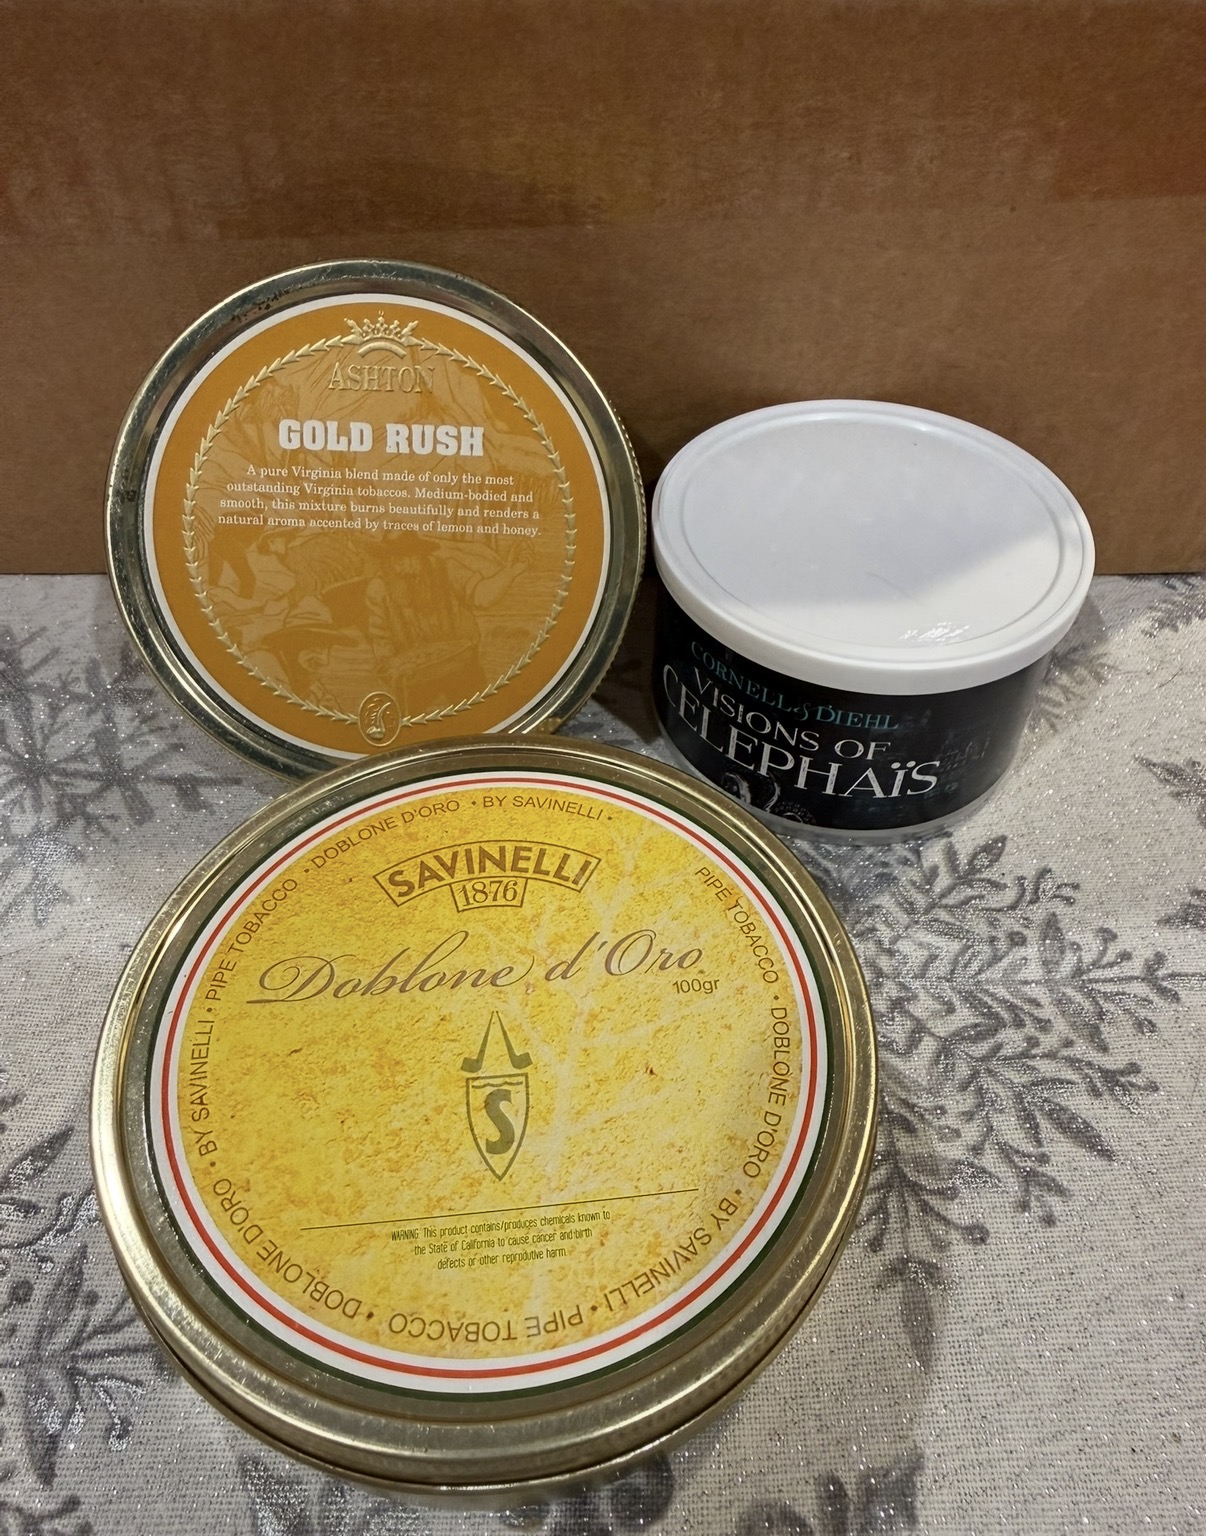 ASHTON
GOLD RUSH
A pure Virginia blend made of only the most
outstanding Virginia tobaccos. Medium-bodied and
smooth, this mixture burns beautifully and renders a
natural aroma accented by traces of lemon and honey.
CORNELL & DIEHL
VISIONS OF
CELEPHAÏS
PIPE TOBACCO • DOBLONE D'ORO • BY SAVINELLI • PIPE TOBACCO • DOBLONE D'ORO • BY SAVINELLI • PIPE TOBACCO • DOBLONE D'ORO • BY SAVINELLI •
SAVINELLI
1876
Doblone d'Oro
100gr
S
WARNING: This product contains/produces chemicals known to
the State of California to cause cancer and birth
defects or other reprodutive harm.